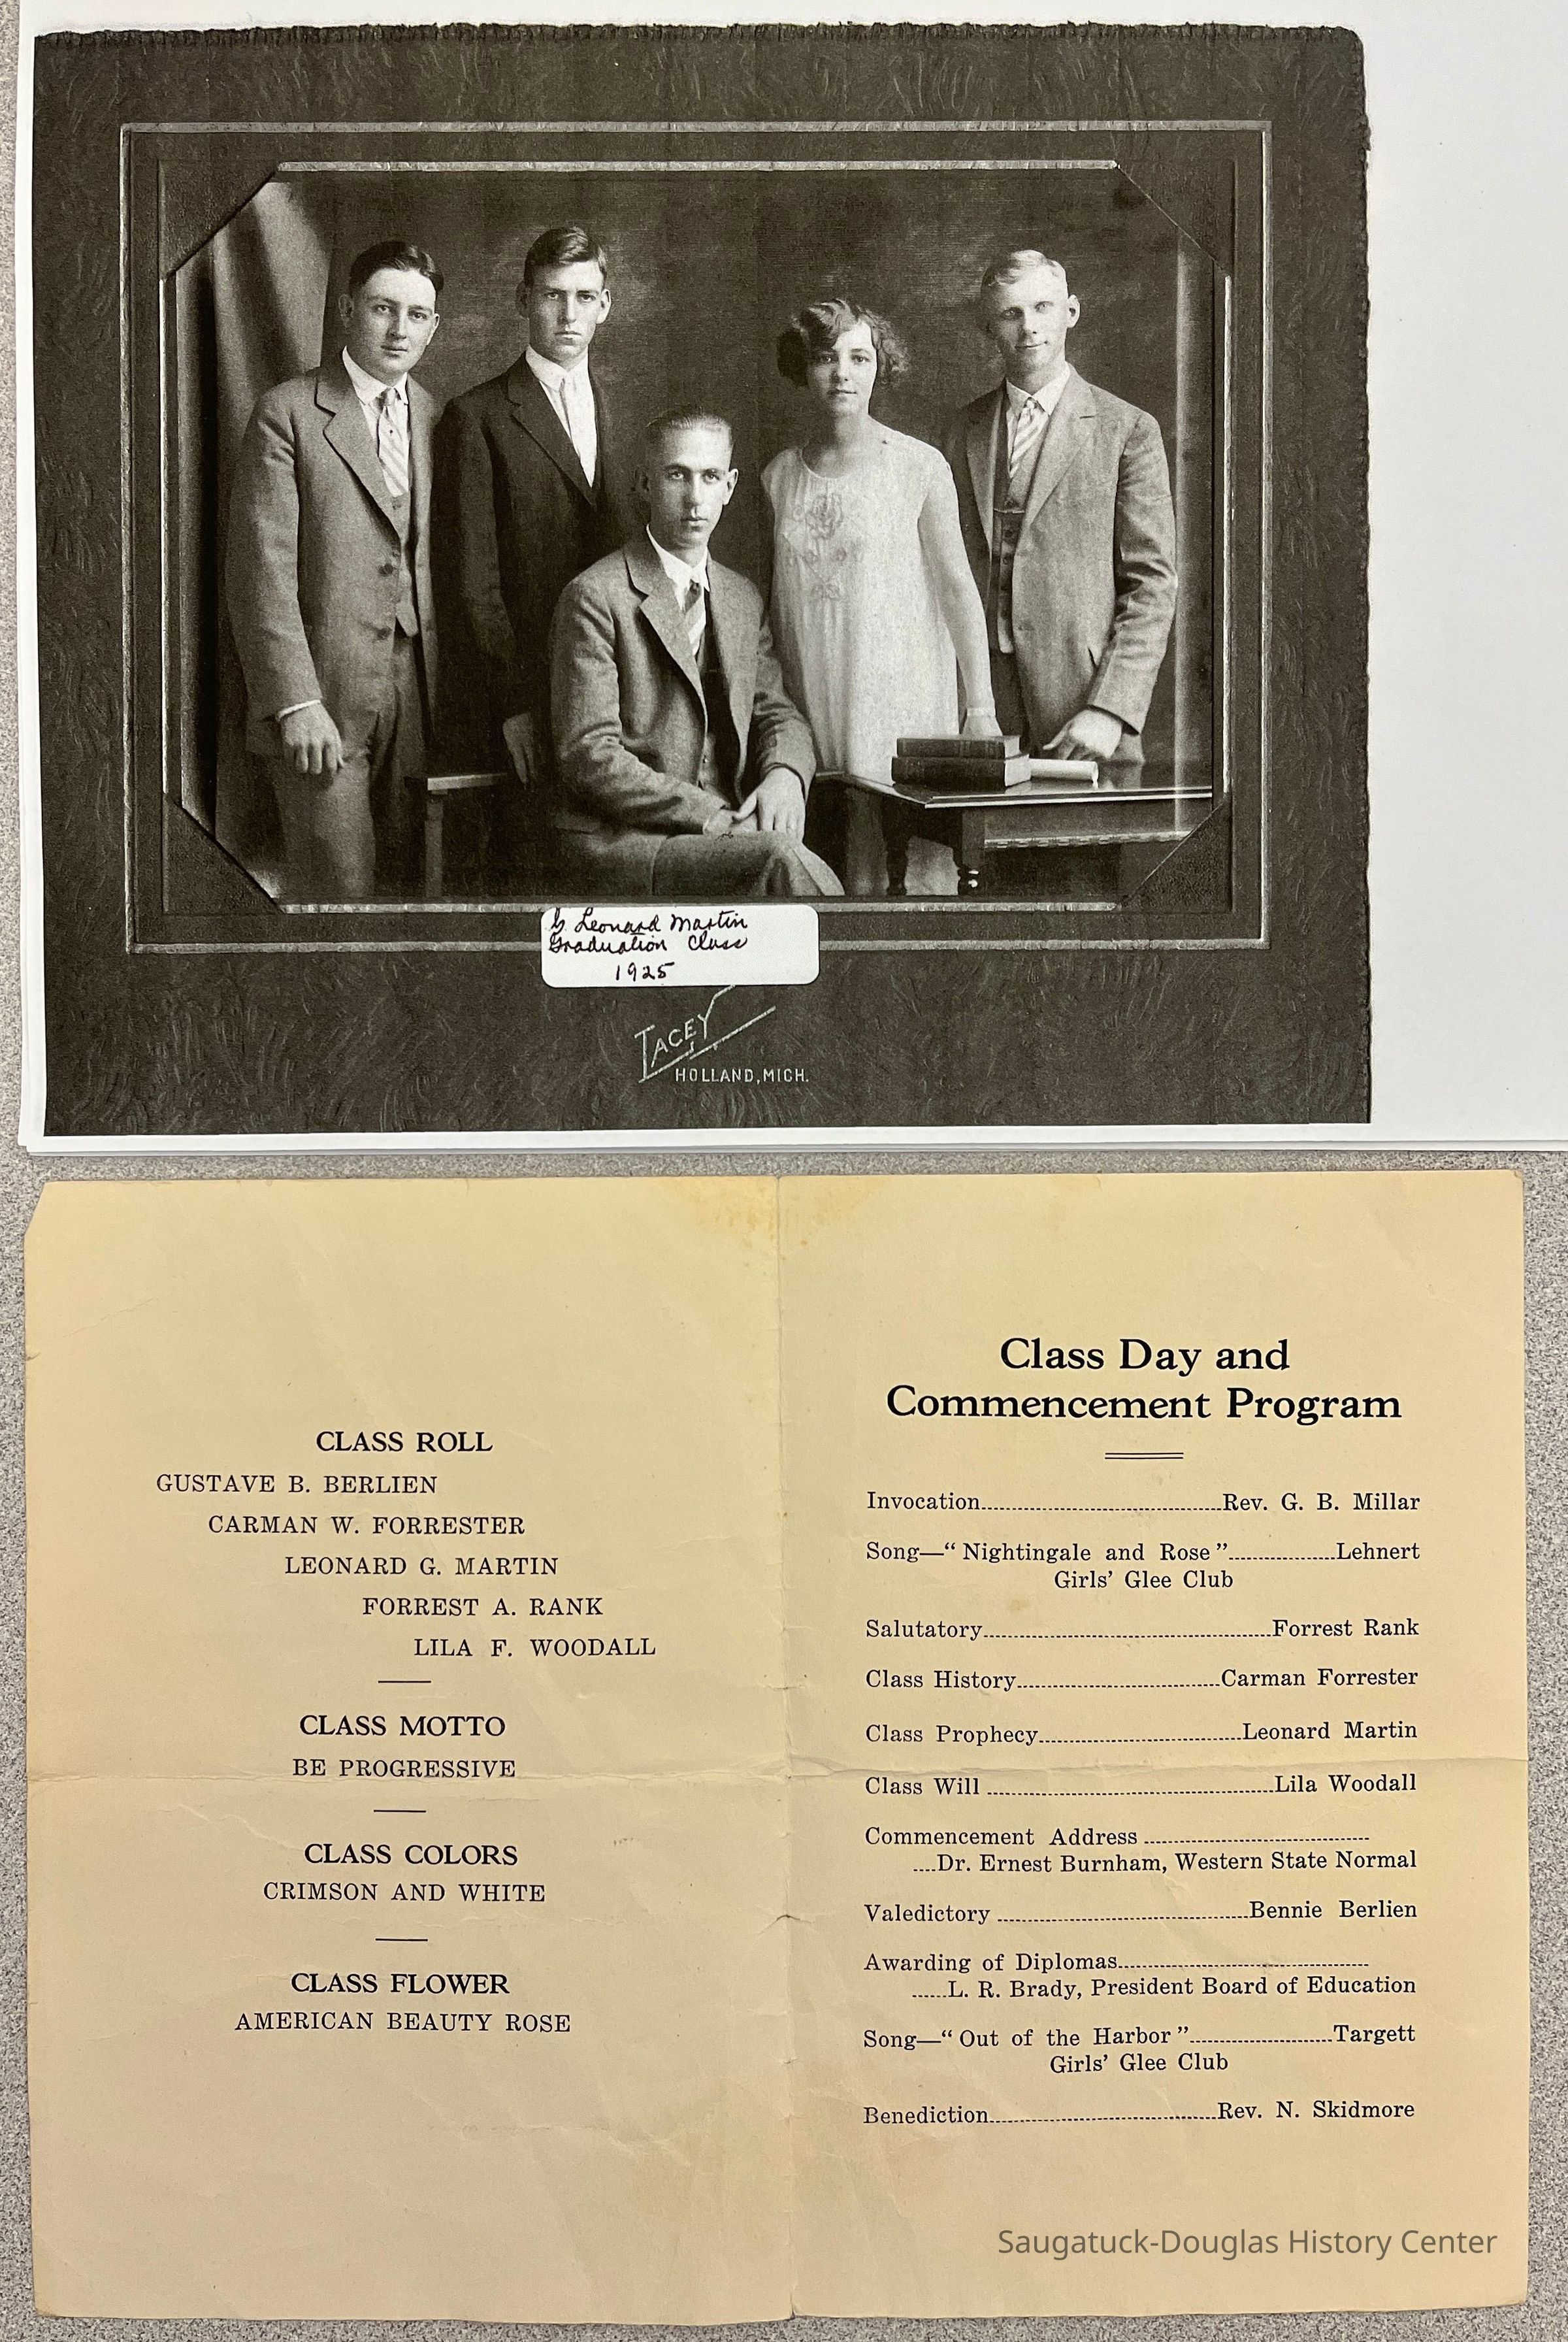 G Leonard Martin
Graduation Class
1925
LACEY
HOLLAND, MICH.
CLASS ROLL
GUSTAVE B. BERLIEN
CARMAN W. FORRESTER
LEONARD G. MARTIN
FORREST A. RANK
LILA F. WOODALL
CLASS MOTTO
BE PROGRESSIVE
CLASS COLORS
CRIMSON AND WHITE
CLASS FLOWER
AMERICAN BEAUTY ROSE
Class Day and
Commencement Program
Invocation..............................Rev. G. B. Millar
Song—“Nightingale and Rose”..............Lehnert
Girls’ Glee Club
Salutatory..............................Forrest Rank
Class History..............................Carman Forrester
Class Prophecy..............................Leonard Martin
Class Will ..............................Lila Woodall
Commencement Address ..............................
....Dr. Ernest Burnham, Western State Normal
Valedictory ..............................Bennie Berlien
Awarding of Diplomas..............................
......L. R. Brady, President Board of Education
Song—“Out of the Harbor”..................Targett
Girls’ Glee Club
Benediction..............................Rev. N. Skidmore
Saugatuck-Douglas History Center